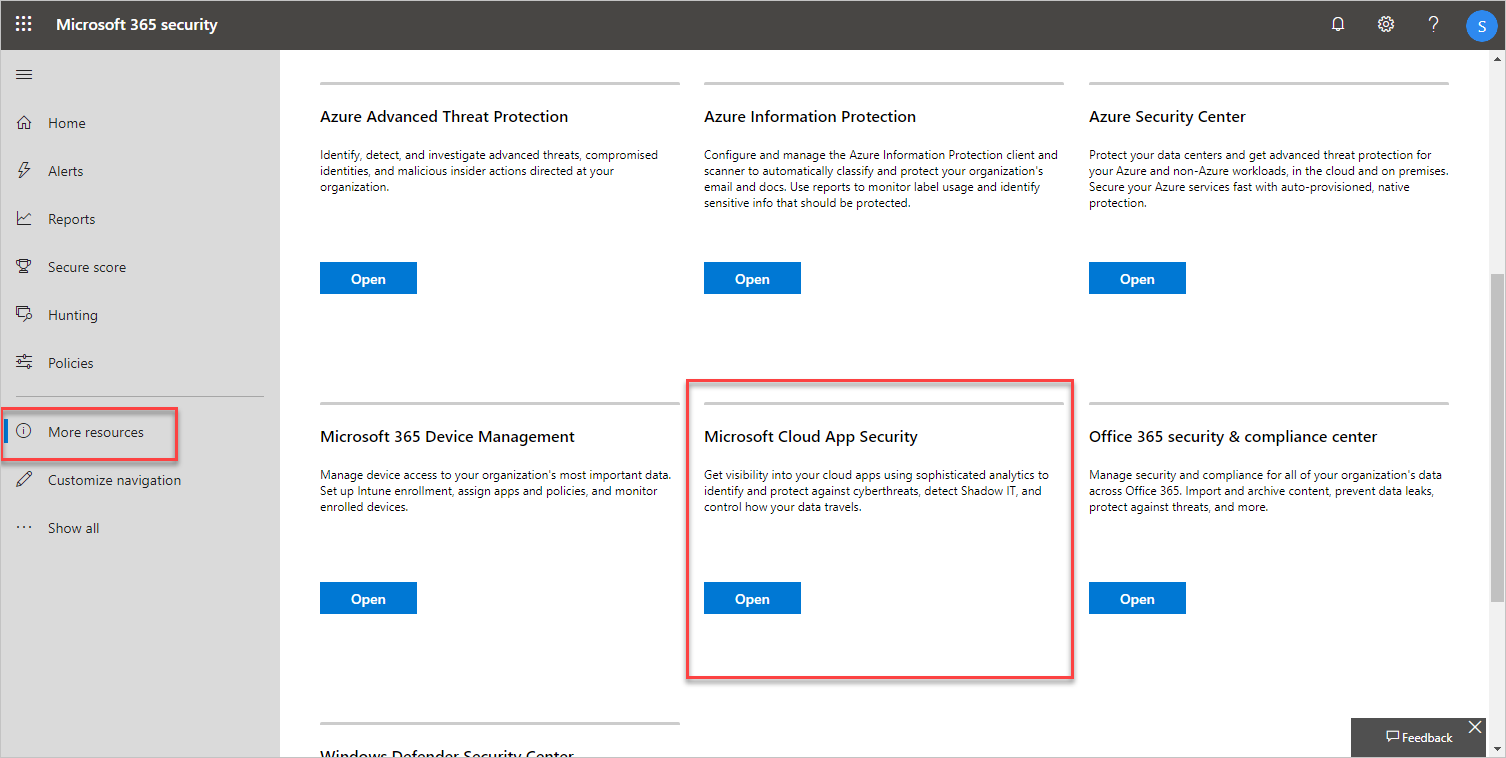 Microsoft 365 security
S
Home
Alerts
Reports
Secure score
Hunting
Policies
More resources
Customize navigation
Show all
Azure Advanced Threat Protection
Identify, detect, and investigate advanced threats, compromised
identities, and malicious insider actions directed at your
organization.
Open
Azure Information Protection
Configure and manage the Azure Information Protection client and
scanner to automatically classify and protect your organization's
email and docs. Use reports to monitor label usage and identify
sensitive info that should be protected.
Open
Azure Security Center
Protect your data centers and get advanced threat protection for
your Azure and non-Azure workloads, in the cloud and on premises.
Secure your Azure services fast with auto-provisioned, native
protection.
Open
Microsoft 365 Device Management
Manage device access to your organization's most important data.
Set up Intune enrollment, assign apps and policies, and monitor
enrolled devices.
Open
Microsoft Cloud App Security
Get visibility into your cloud apps using sophisticated analytics to
identify and protect against cyberthreats, detect Shadow IT, and
control how your data travels.
Open
Office 365 security & compliance center
Manage security and compliance for all of your organization's data
across Office 365. Import and archive content, prevent data leaks,
protect against threats, and more.
Open
Windows Defender Security Center
Feedback